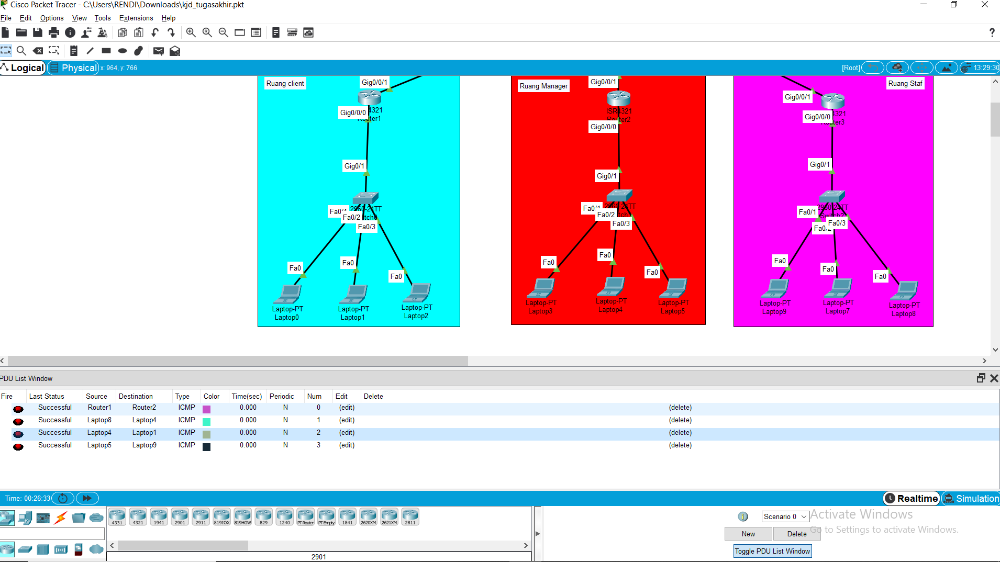 Cisco Packet Tracer - C:\Users\RENDI\Downloads\kjd_tugasakhir.pkt
File Edit Options View Tools Extensions Help
?
Logical Physical x: 964, y: 766 [Root] 13:29:30
Ruang client
Gig0/0/1
4321
Router1
Gig0/0/0
Gig0/1
2960-24TT
Fa0/1
Fa0/2
Fa0/3
Fa0
Fa0
Fa0
Laptop-PT
Laptop0
Laptop-PT
Laptop1
Laptop-PT
Laptop2
Ruang Manager
Gig0/0/1
ISR4321
Router2
Gig0/0/0
Gig0/1
2960-24TT
Fa0/1
Fa0/2
Fa0/3
Fa0
Fa0
Fa0
Laptop-PT
Laptop3
Laptop-PT
Laptop4
Laptop-PT
Laptop5
Ruang Staf
Gig0/0/1
4321
Router3
Gig0/0/0
Gig0/1
2960-24TT
Switch2
Fa0/1
Fa0/2
Fa0/3
Fa0
Fa0
Fa0
Laptop-PT
Laptop9
Laptop-PT
Laptop7
Laptop-PT
Laptop8
PDU List Window
Fire Last Status Source Destination Type Color Time(sec) Periodic Num Edit Delete
Successful Router1 Router2 ICMP 0.000 N 0 (edit) (delete)
Successful Laptop8 Laptop4 ICMP 0.000 N 1 (edit) (delete)
Successful Laptop4 Laptop1 ICMP 0.000 N 2 (edit) (delete)
Successful Laptop5 Laptop9 ICMP 0.000 N 3 (edit) (delete)
Time: 00:26:33 Realtime Simulation
4331 4321 1941 2901 2911 819IOX 819HGW 829 1240 PT-Router PT-Empty 1841 2620XM 2621XM 2811
2901
Scenario 0
New Delete
Toggle PDU List Window
Activate Windows
Go to Settings to activate Windows.